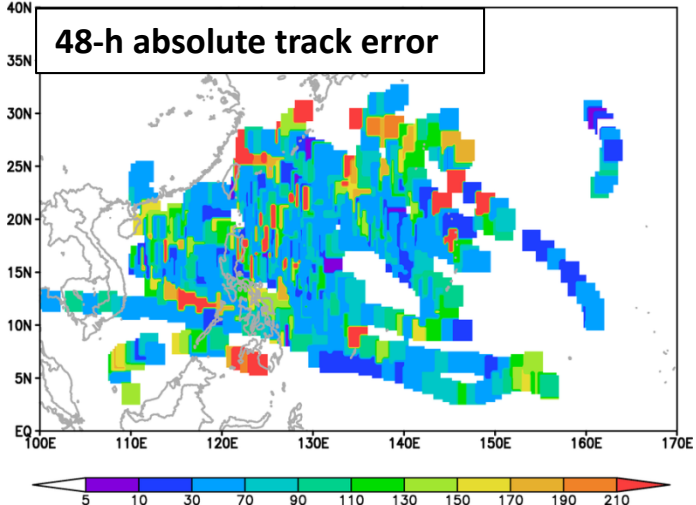 40N
48-h absolute track error
35N
30N
25N
20N
15N
10N
5N
EQ
100E 110E 120E 130E 140E 150E 160E 170E
5 10 30 70 90 110 130 150 170 190 210